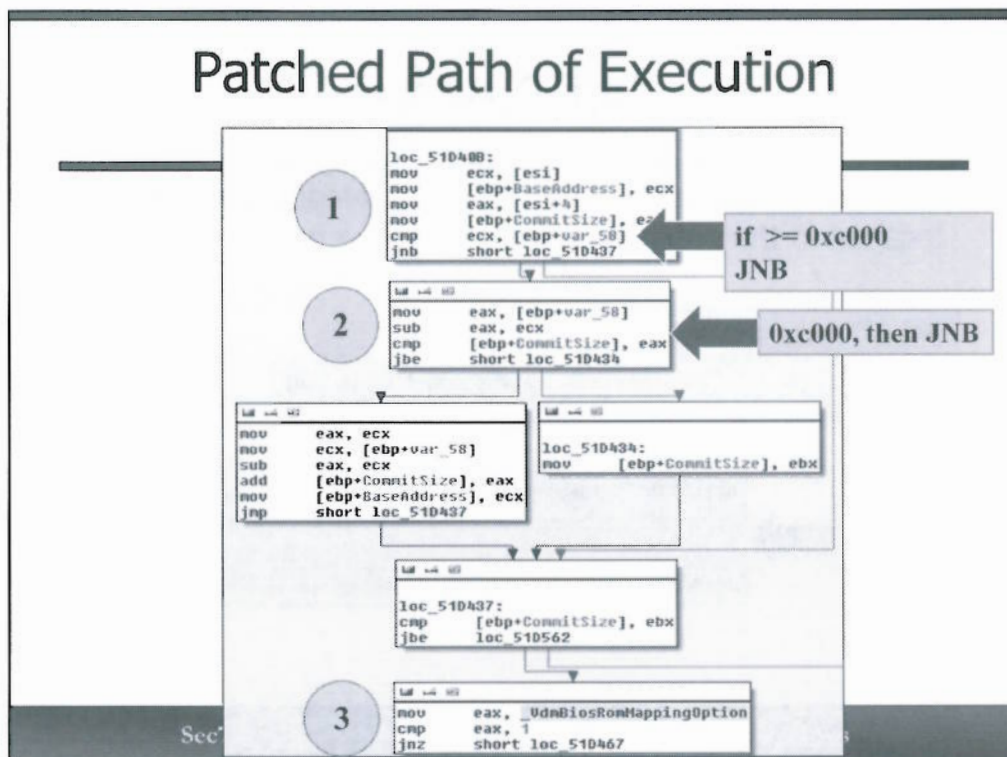 Patched Path of Execution
loc_51D40B:
mov ecx, [esi]
mov [ebp+BaseAddress], ecx
mov eax, [esi+4]
mov [ebp+CommitSize], eax
cmp ecx, [ebp+var_58]
jnb short loc_51D437
1
if >= 0xc000
JNB
2
mov eax, [ebp+var_58]
sub eax, ecx
cmp [ebp+CommitSize], eax
jbe short loc_51D434
0xc000, then JNB
mov eax, ecx
mov ecx, [ebp+var_58]
sub eax, ecx
add [ebp+CommitSize], eax
mov [ebp+BaseAddress], ecx
jmp short loc_51D437
loc_51D434:
mov [ebp+CommitSize], ebx
loc_51D437:
cmp [ebp+CommitSize], ebx
jbe loc_51D562
3
mov eax, _VdmBiosRomMappingOption
cmp eax, 1
jnz short loc_51D467